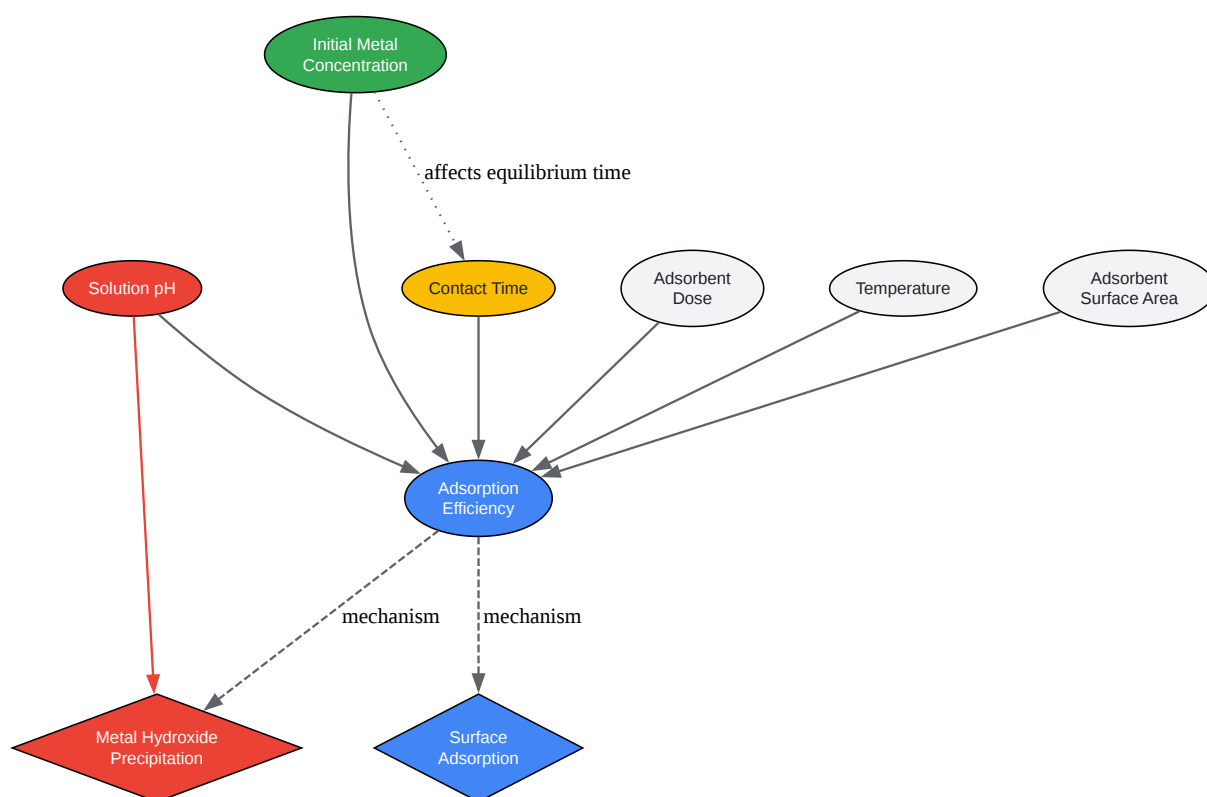 Initial Metal
Concentration
affects equilibrium time
Solution pH
Contact Time
Adsorbent
Dose
Temperature
Adsorbent
Surface Area
Adsorption
Efficiency
mechanism
mechanism
Metal Hydroxide
Precipitation
Surface
Adsorption